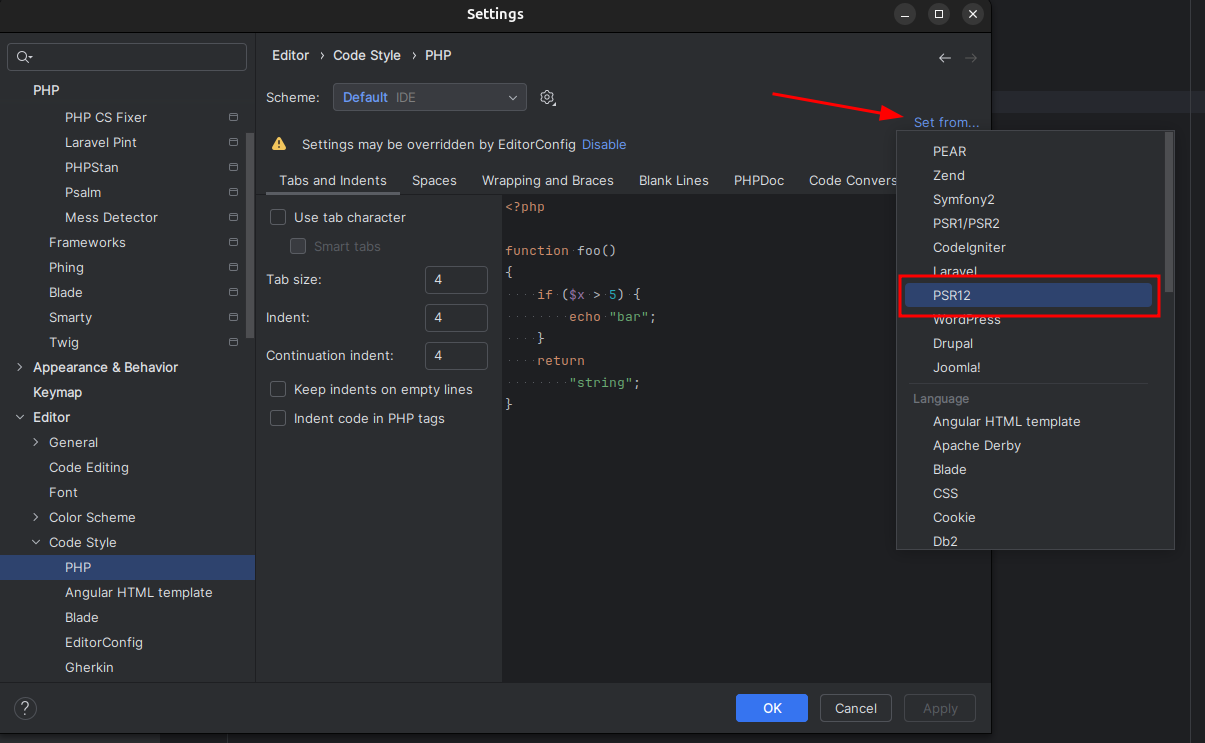 Settings
PHP
PHP CS Fixer
Laravel Pint
PHPStan
Psalm
Mess Detector
Frameworks
Phing
Blade
Smarty
Twig
Appearance & Behavior
Keymap
Editor
General
Code Editing
Font
Color Scheme
Code Style
PHP
Angular HTML template
Blade
EditorConfig
Gherkin
Editor › Code Style › PHP
Scheme: Default IDE
Set from...
Settings may be overridden by EditorConfig Disable
Tabs and Indents Spaces Wrapping and Braces Blank Lines PHPDoc Code Convers
Use tab character
Smart tabs
Tab size: 4
Indent: 4
Continuation indent: 4
Keep indents on empty lines
Indent code in PHP tags
<?php
function foo()
{
    if ($x > 5) {
        echo "bar";
    }
    return
        "string";
}
PEAR
Zend
Symfony2
PSR1/PSR2
CodeIgniter
Laravel
PSR12
WordPress
Drupal
Joomla!
Language
Angular HTML template
Apache Derby
Blade
CSS
Cookie
Db2
?
OK Cancel Apply